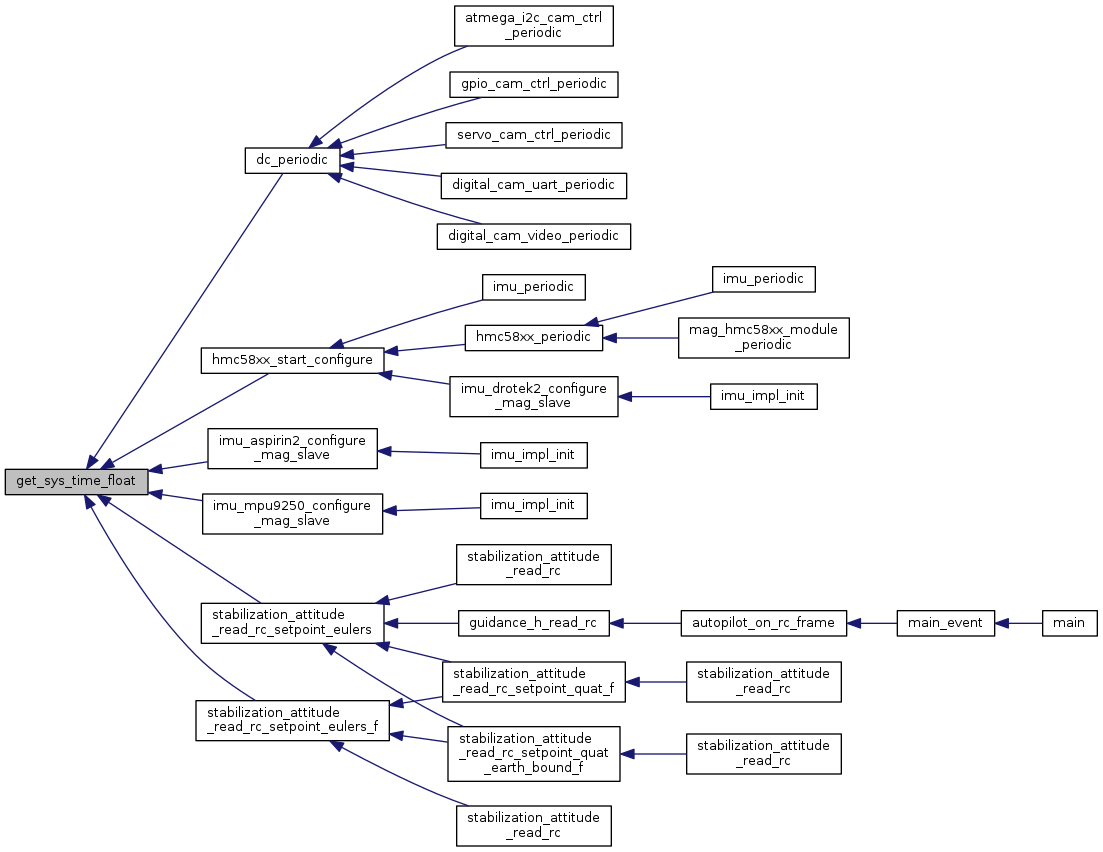 atmega_i2c_cam_ctrl
_periodic
gpio_cam_ctrl_periodic
servo_cam_ctrl_periodic
dc_periodic
digital_cam_uart_periodic
digital_cam_video_periodic
imu_periodic
imu_periodic
hmc58xx_periodic
mag_hmc58xx_module
_periodic
hmc58xx_start_configure
imu_drotek2_configure
_mag_slave
imu_impl_init
imu_aspirin2_configure
_mag_slave
imu_impl_init
get_sys_time_float
imu_mpu9250_configure
_mag_slave
imu_impl_init
stabilization_attitude
_read_rc
stabilization_attitude
_read_rc_setpoint_eulers
guidance_h_read_rc
autopilot_on_rc_frame
main_event
main
stabilization_attitude
_read_rc_setpoint_quat_f
stabilization_attitude
_read_rc
stabilization_attitude
_read_rc_setpoint_eulers_f
stabilization_attitude
_read_rc_setpoint_quat
_earth_bound_f
stabilization_attitude
_read_rc
stabilization_attitude
_read_rc